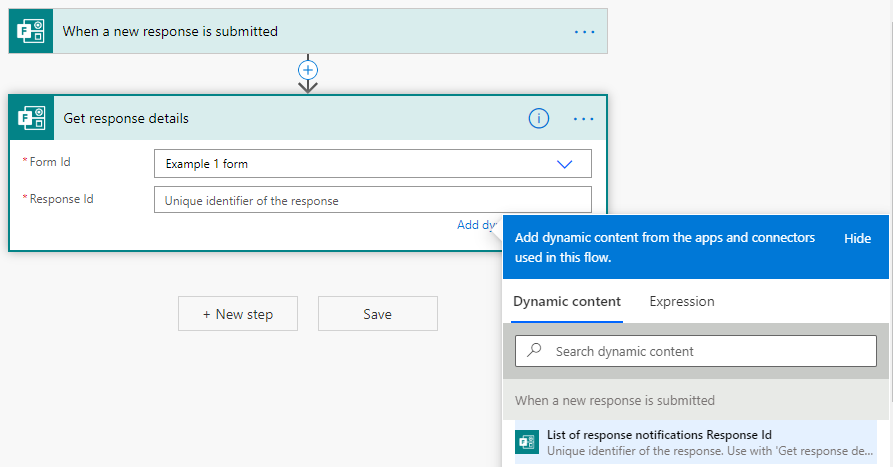 When a new response is submitted
Get response details
* Form Id
Example 1 form
* Response Id
Unique identifier of the response
Add dy
Add dynamic content from the apps and connectors
used in this flow.
Hide
Dynamic content
Expression
+ New step
Save
Search dynamic content
When a new response is submitted
List of response notifications Response Id
Unique identifier of the response. Use with 'Get response de...